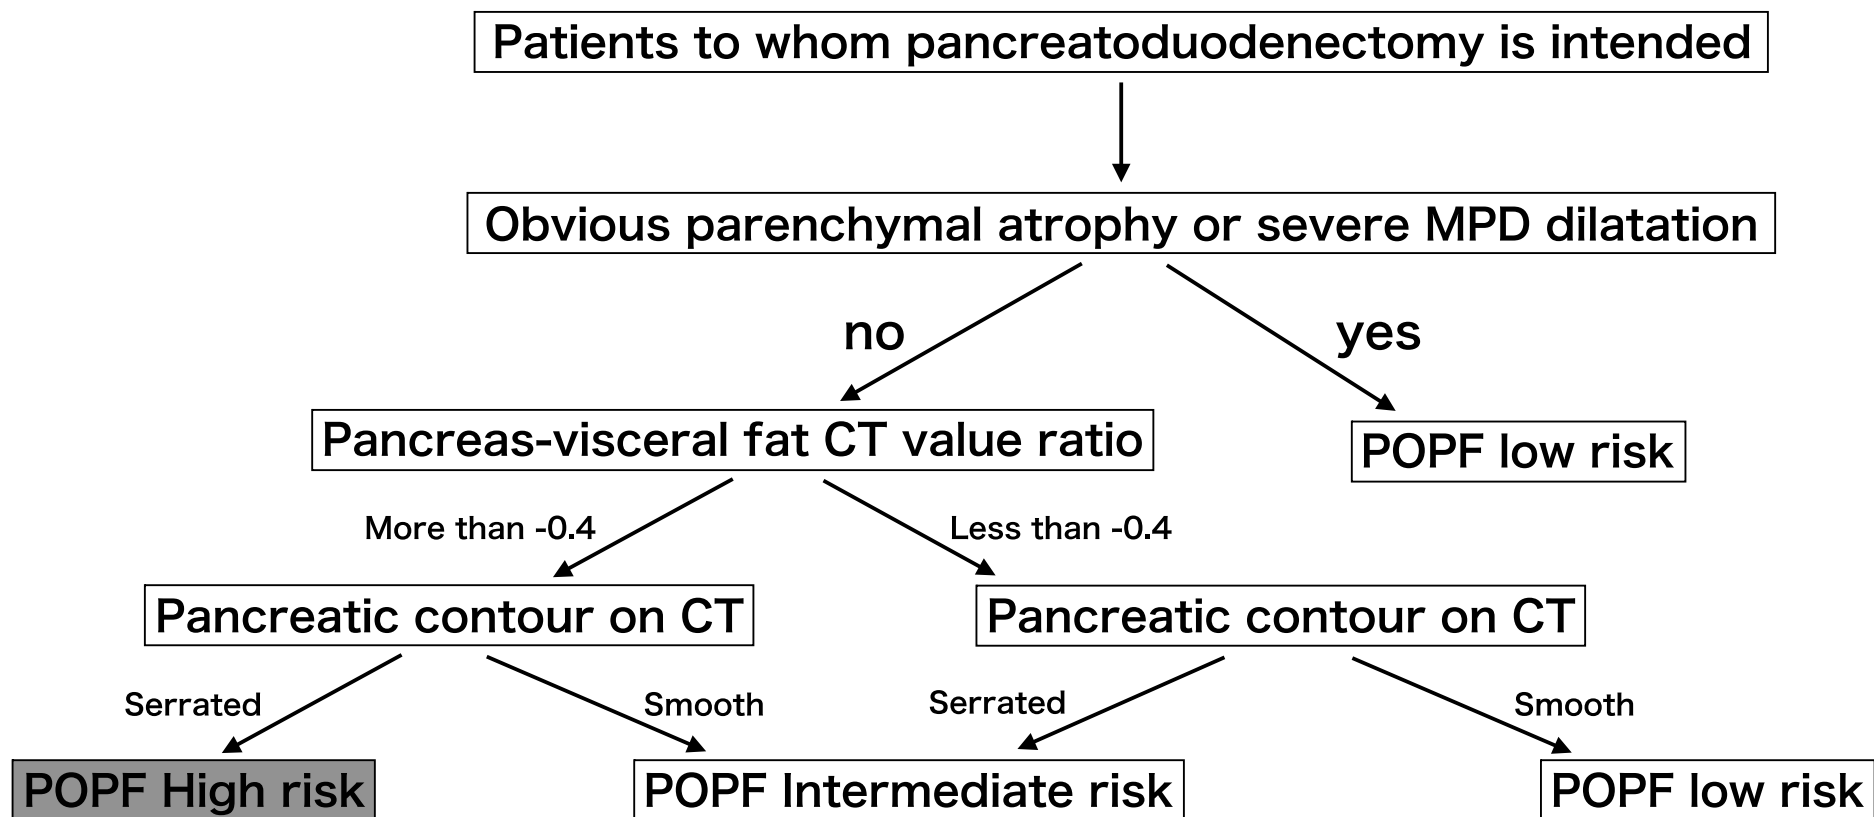 Patients to whom pancreatoduodenectomy is intended
Obvious parenchymal atrophy or severe MPD dilatation
no
yes
Pancreas-visceral fat CT value ratio
POPF low risk
More than -0.4
Less than -0.4
Pancreatic contour on CT
Pancreatic contour on CT
Serrated
Smooth
Serrated
Smooth
POPF High risk
POPF Intermediate risk
POPF low risk